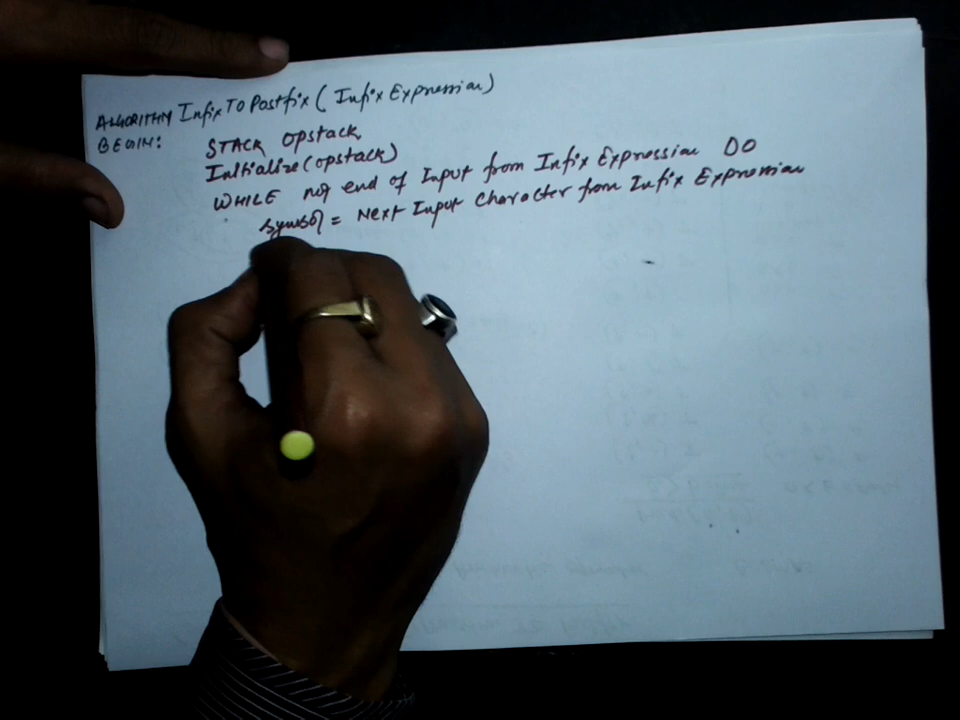 ALGORITHM Infix TO Postfix ( Infix Expression)
BEGIN:
STACK opstack
Initialize(opstack)
WHILE not end of Input from Infix Expression DO
symbol = Next Input character from Infix Expression